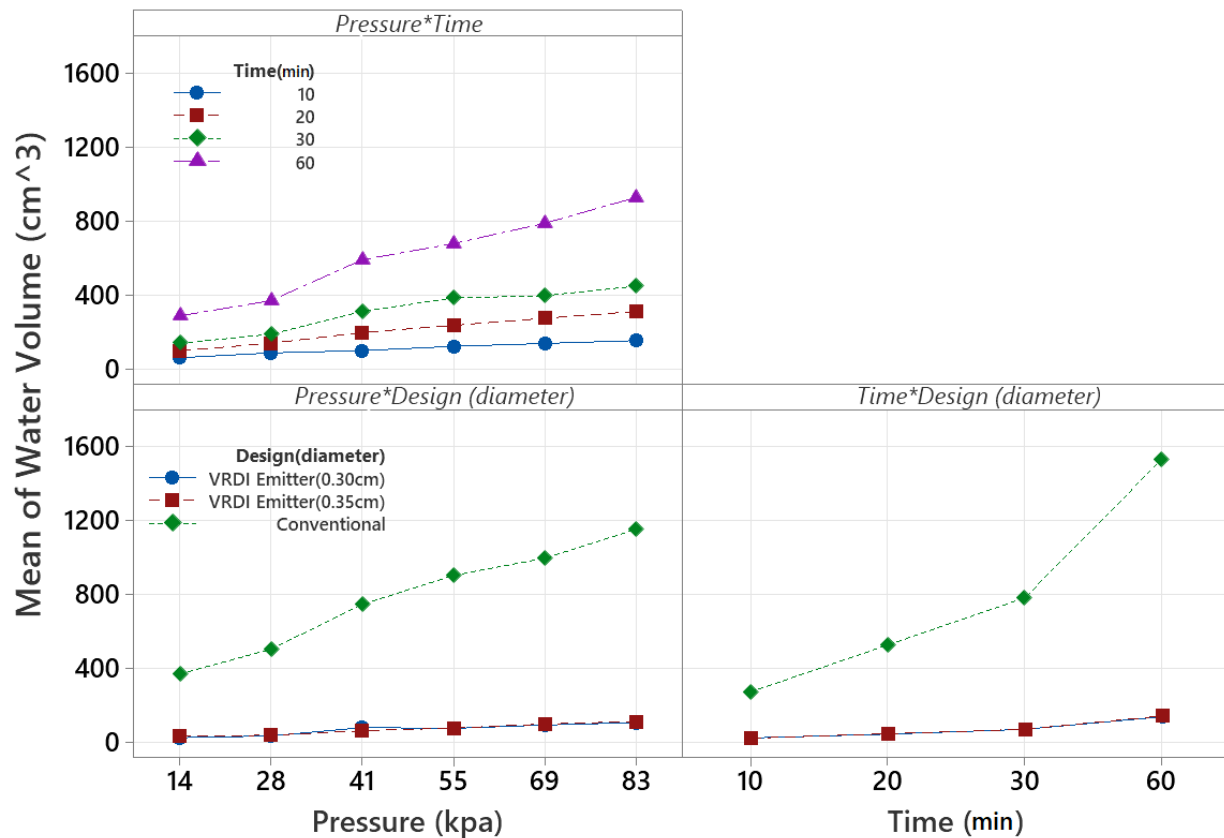 Pressure*Time
Time(min)
10
20
30
60
1600
1200
800
400
0
Mean of Water Volume (cm^3)
Pressure*Design (diameter)
Time*Design (diameter)
Design(diameter)
VRDI Emitter(0.30cm)
VRDI Emitter(0.35cm)
Conventional
1600
1200
800
400
0
14 28 41 55 69 83
10 20 30 60
Pressure (kpa)
Time (min)